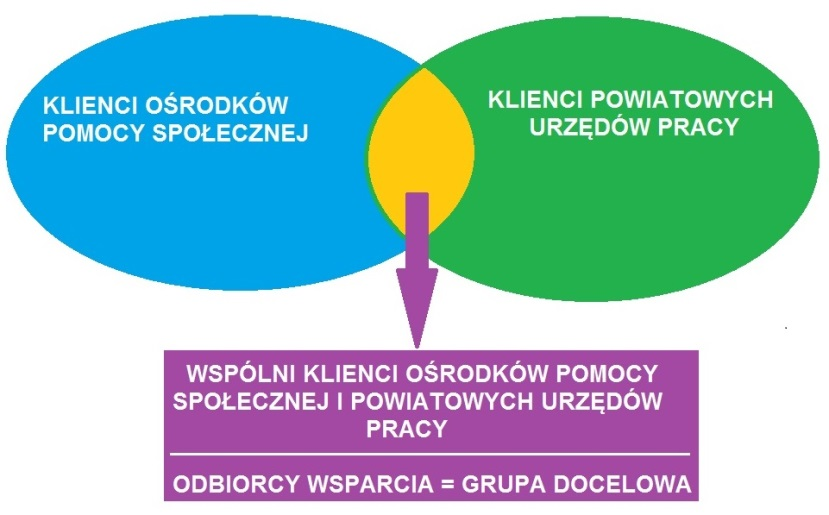 KLIENCI OŚRODKÓW
POMOCY SPOŁECZNEJ
KLIENCI POWIATOWYCH
URZĘDÓW PRACY
WSPÓLNI KLIENCI OŚRODKÓW POMOCY
SPOŁECZNEJ I POWIATOWYCH URZĘDÓW
PRACY
ODBIORCY WSPARCIA = GRUPA DOCELOWA